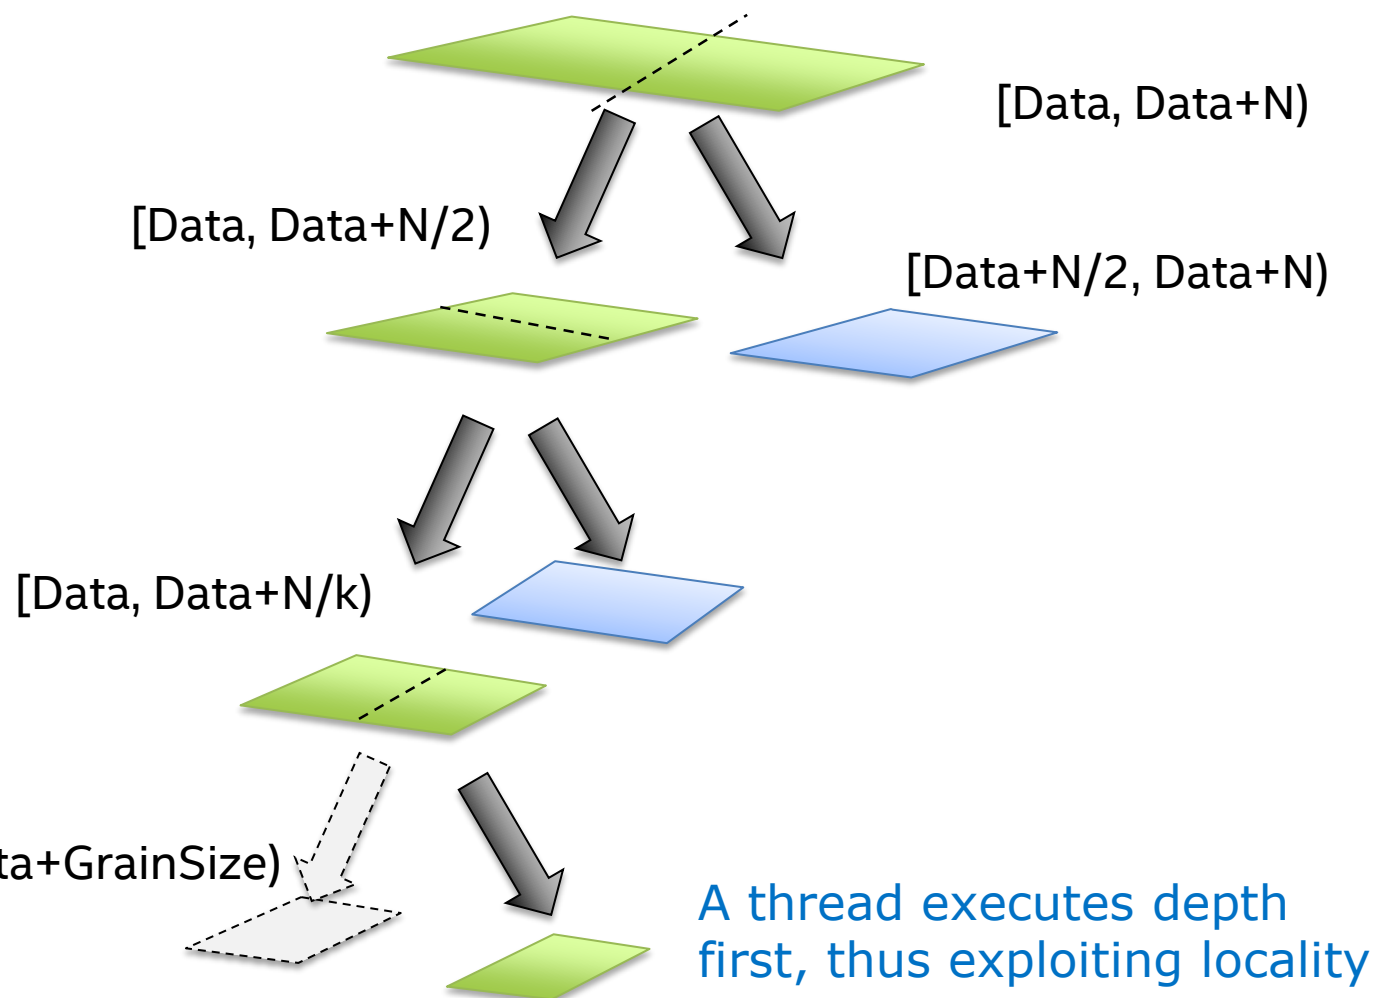 [Data, Data+N)
[Data, Data+N/2)
[Data+N/2, Data+N)
[Data, Data+N/k)
ta+GrainSize)
A thread executes depth
first, thus exploiting locality